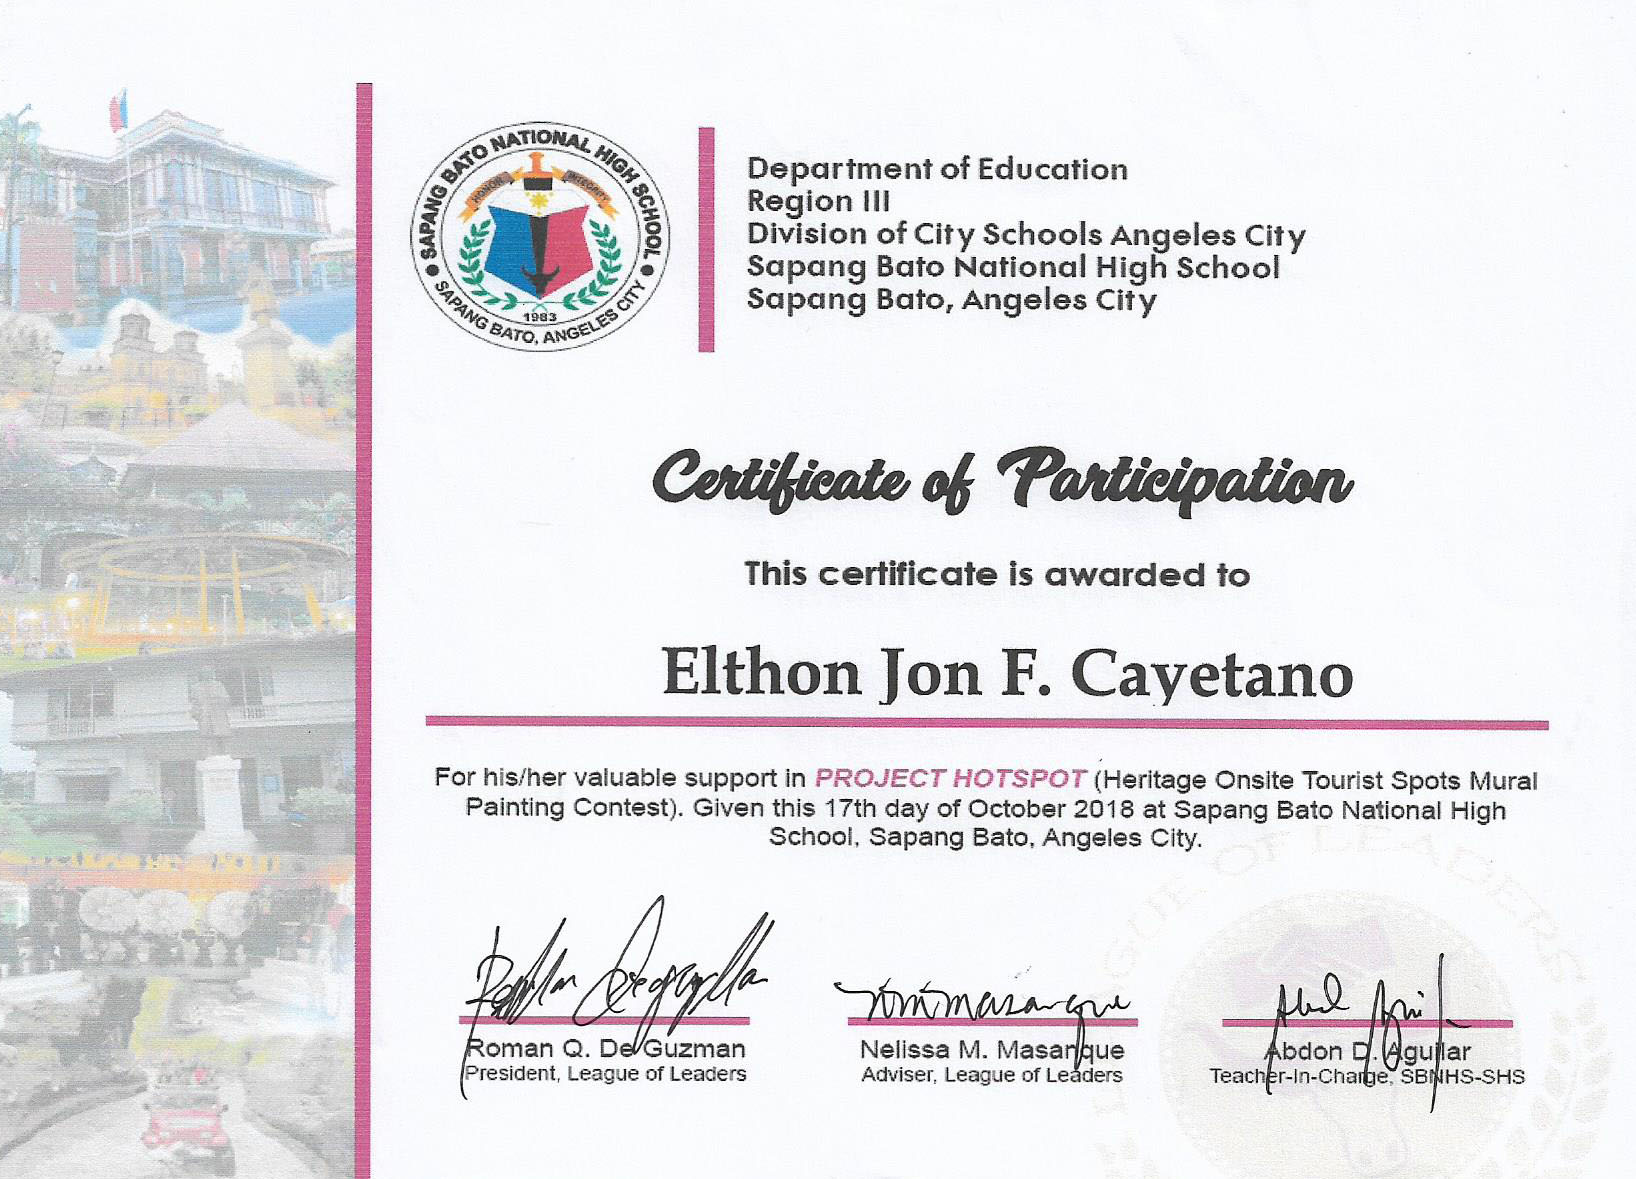 SAPANG BATO NATIONAL HIGH SCHOOL
HONOR
INTEGRITY
1983
SAPANG BATO, ANGELES CITY
Department of Education
Region III
Division of City Schools Angeles City
Sapang Bato National High School
Sapang Bato, Angeles City
Certificate of Participation
This certificate is awarded to
Elthon Jon F. Cayetano
For his/her valuable support in PROJECT HOTSPOT (Heritage Onsite Tourist Spots Mural
Painting Contest). Given this 17th day of October 2018 at Sapang Bato National High
School, Sapang Bato, Angeles City.
LEAGUE OF LEADERS
Roman Q. De Guzman
President, League of Leaders
Nelissa M. Masangue
Adviser, League of Leaders
Abdon D. Aguilar
Teacher-In-Charge, SBNHS-SHS